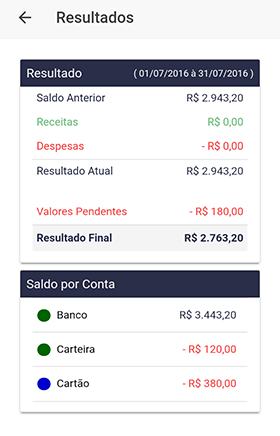 Resultados
Resultado ( 01/07/2016 à 31/07/2016 )
Saldo Anterior R$ 2.943,20
Receitas R$ 0,00
Despesas - R$ 0,00
Resultado Atual R$ 2.943,20
Valores Pendentes - R$ 180,00
Resultado Final R$ 2.763,20
Saldo por Conta
Banco R$ 3.443,20
Carteira - R$ 120,00
Cartão - R$ 380,00